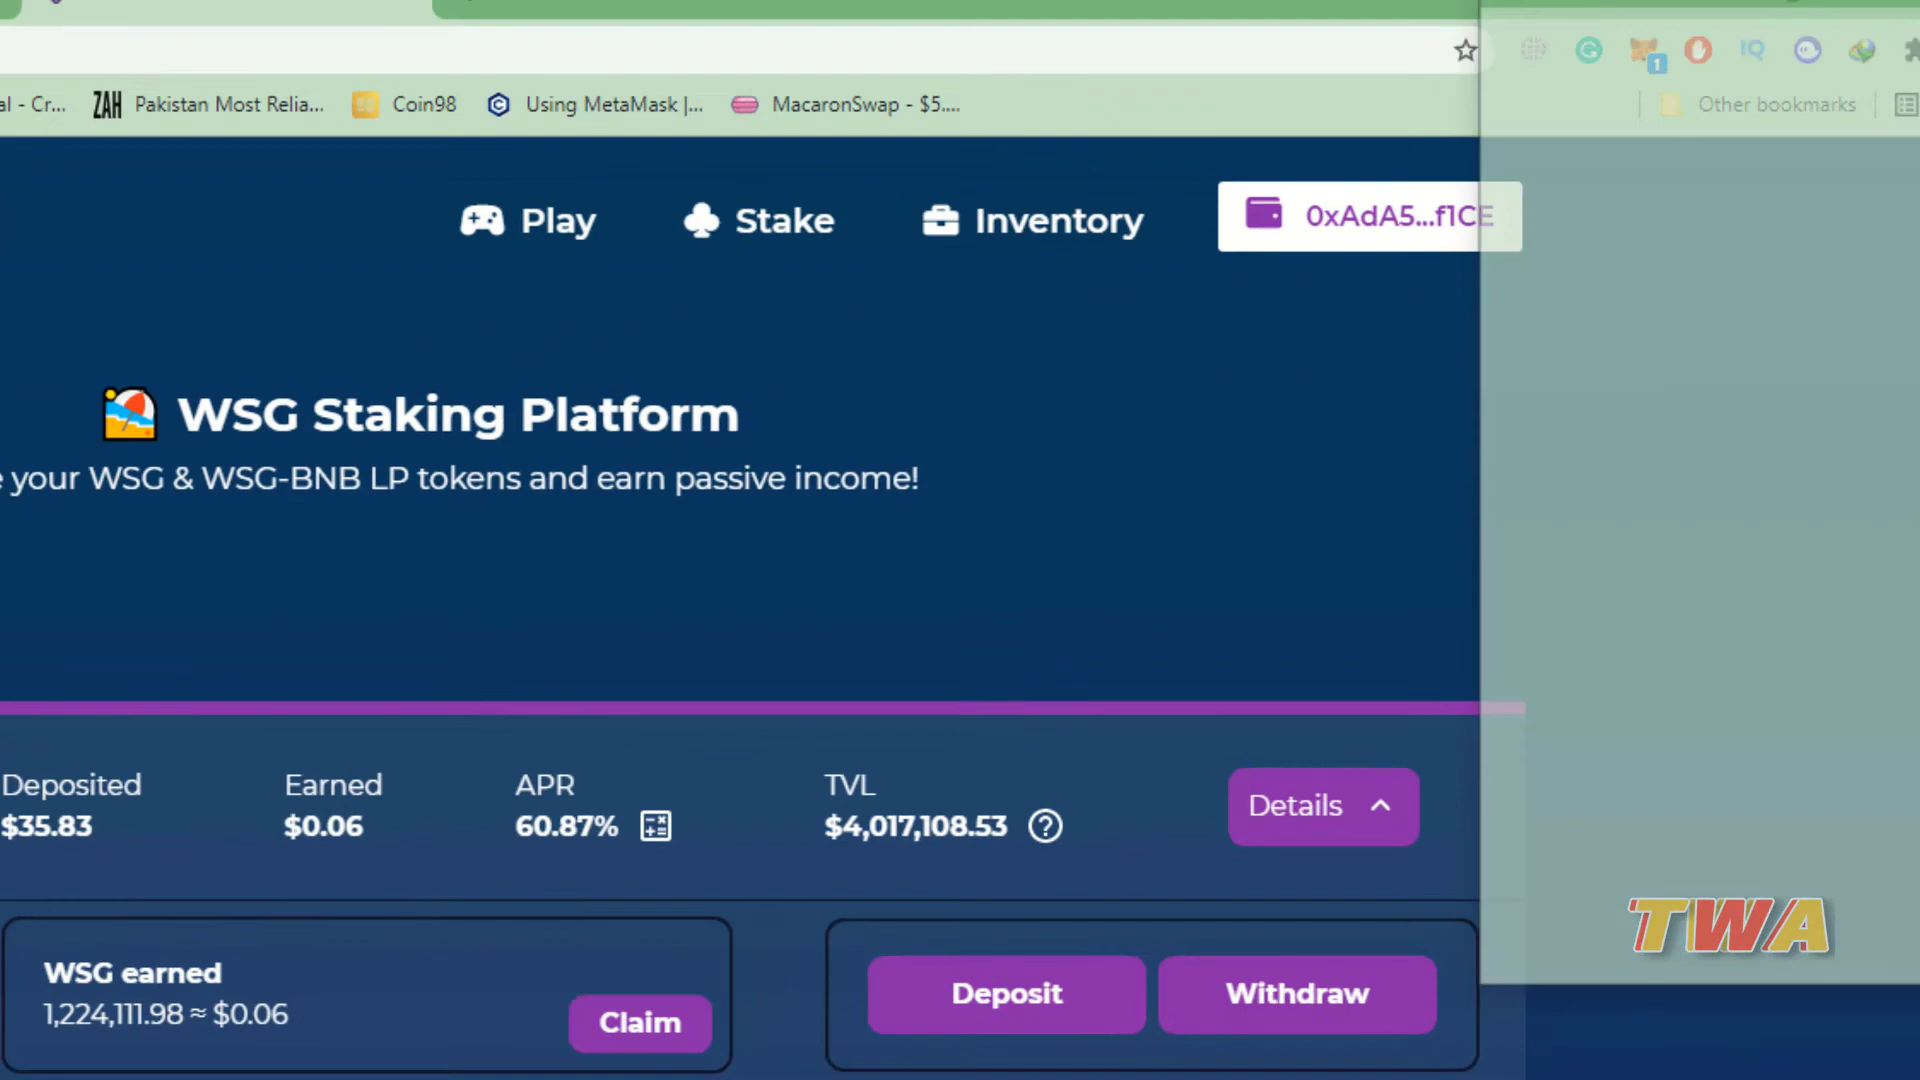 al - Cr... ZAH Pakistan Most Relia... Coin98 Using MetaMask |... MacaronSwap - $5.... Other bookmarks
1
IQ
Play Stake Inventory 0xAdA5...f1CE
WSG Staking Platform
e your WSG & WSG-BNB LP tokens and earn passive income!
Deposited Earned APR TVL
$35.83 $0.06 60.87% $4,017,108.53
Details
WSG earned
1,224,111.98 ≈ $0.06
Claim
Deposit Withdraw
TWA